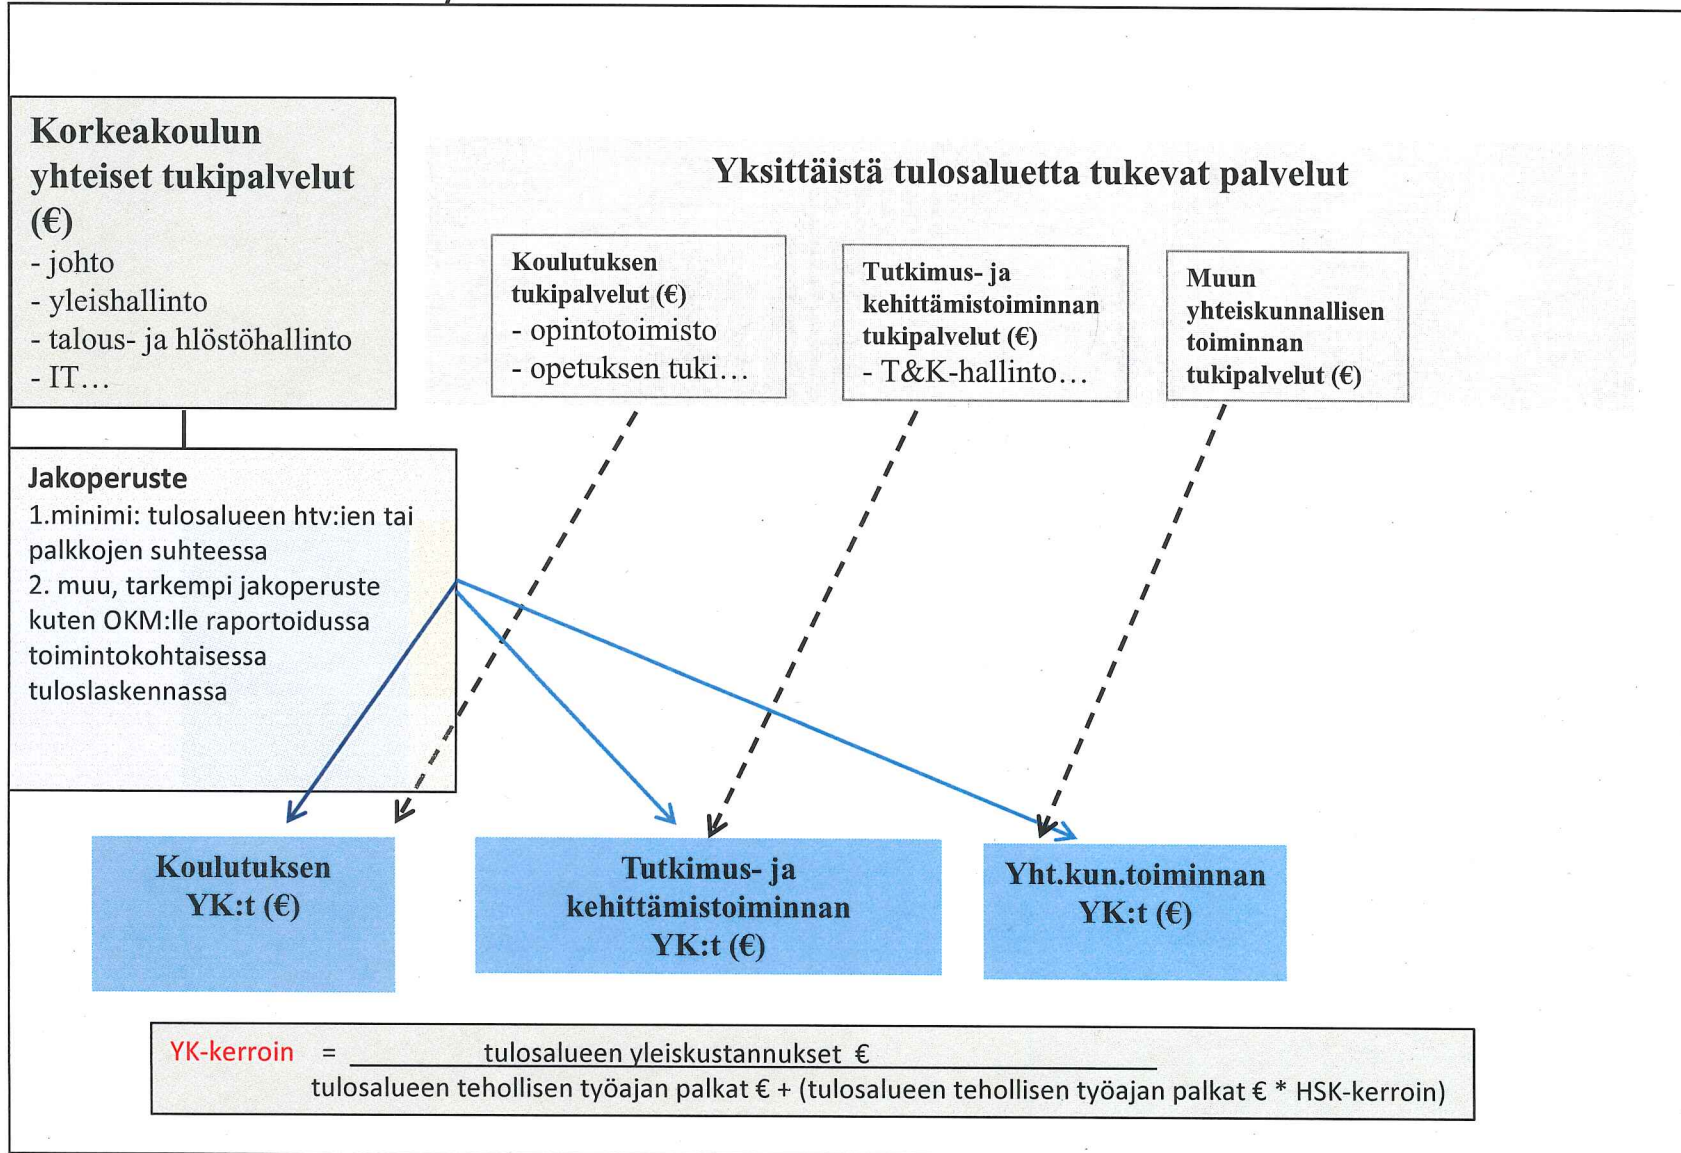 Korkeakoulun
yhteiset tukipalvelut
(€)
- johto
- yleishallinto
- talous- ja hlöstöhallinto
- IT…
Yksittäistä tulosaluetta tukevat palvelut
Koulutuksen
tukipalvelut (€)
- opintotoimisto
- opetuksen tuki…
Tutkimus- ja
kehittämistoiminnan
tukipalvelut (€)
- T&K-hallinto…
Muun
yhteiskunnallisen
toiminnan
tukipalvelut (€)
Jakoperuste
1.minimi: tulosalueen htv:ien tai
palkkojen suhteessa
2. muu, tarkempi jakoperuste
kuten OKM:lle raportoidussa
toimintokohtaisessa
tuloslaskennassa
Koulutuksen
YK:t (€)
Tutkimus- ja
kehittämistoiminnan
YK:t (€)
Yht.kun.toiminnan
YK:t (€)
YK-kerroin = tulosalueen yleiskustannukset €
tulosalueen tehollisen työajan palkat € + (tulosalueen tehollisen työajan palkat € * HSK-kerroin)